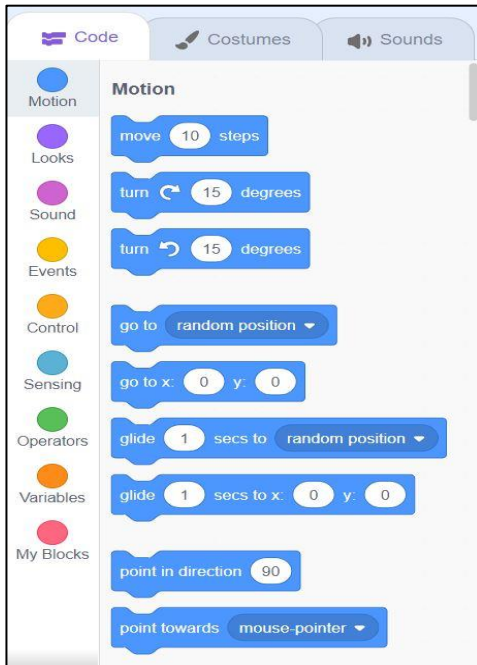 Code
Costumes
Sounds
Motion
Looks
Sound
Events
Control
Sensing
Operators
Variables
My Blocks
Motion
move 10 steps
turn 15 degrees
turn 15 degrees
go to random position
go to x: 0 y: 0
glide 1 secs to random position
glide 1 secs to x: 0 y: 0
point in direction 90
point towards mouse-pointer